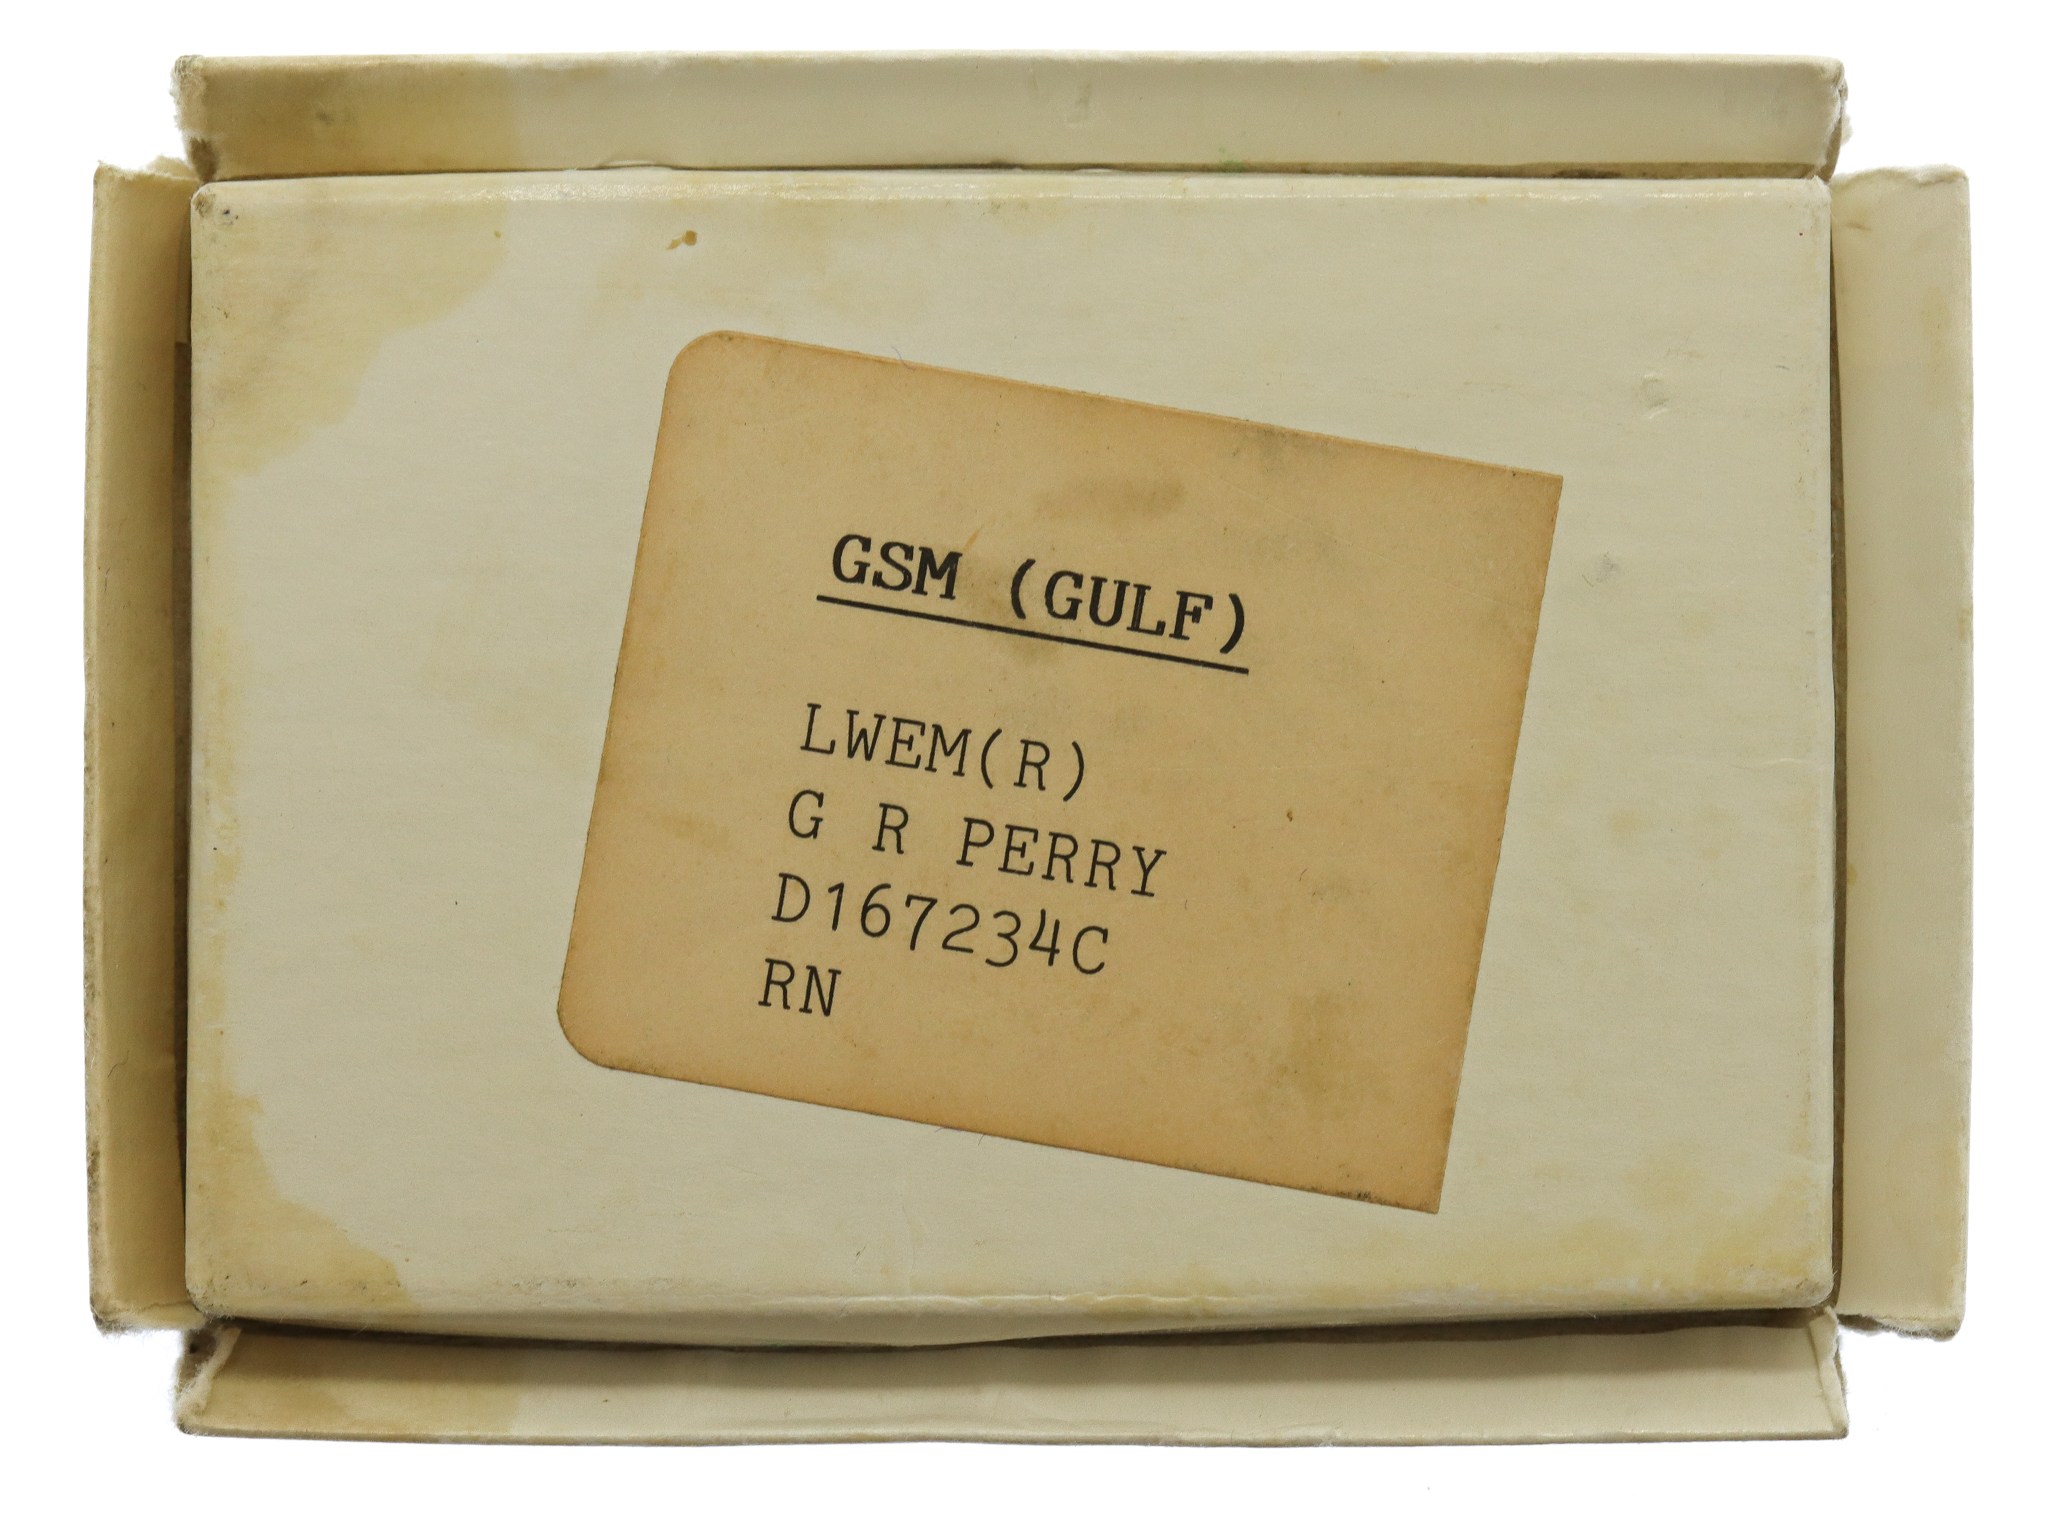 GSM (GULF)
LWEM(R)
G R PERRY
D167234C
RN